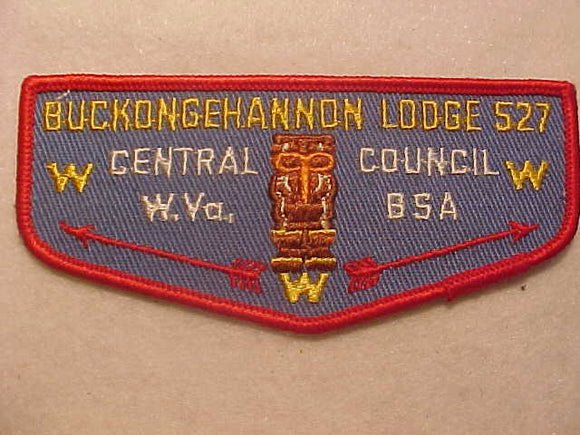 BUCKONGEHANNON LODGE 527
W CENTRAL COUNCIL W
W.Va. BSA
W